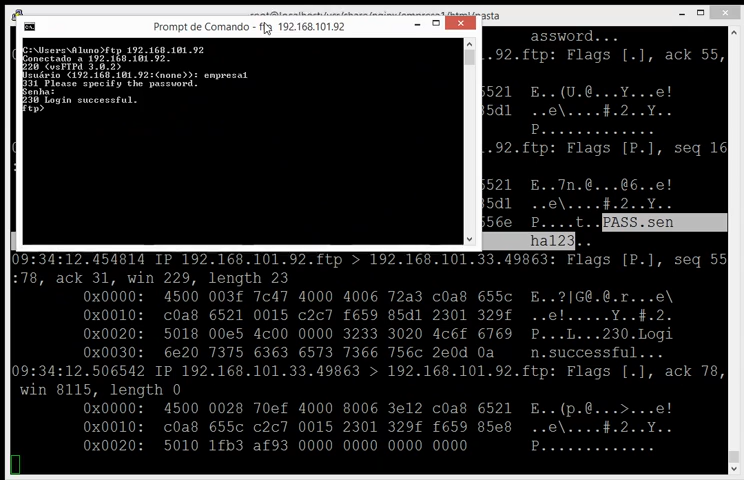 Prompt de Comando - ftp 192.168.101.92
C:\Users\Aluno>ftp 192.168.101.92
Conectado a 192.168.101.92.
220 (vsFTPd 3.0.2)
Usuário (192.168.101.92:(none)): empresa1
331 Please specify the password.
Senha:
230 Login successful.
ftp>
root@localhost:/usr/share/nginx/empresa1/html/pasta
assword...
.92.ftp: Flags [.], ack 55,
5521 E..(U.@...e!
35d1 ..e\....#.2..Y..
P.............
.92.ftp: Flags [P.], seq 16
:
5521 E..7n.@..@6..e!
35d1 ..e\....#.2..Y..
556e P....t..PASS.sen
ha123..
09:34:12.454814 IP 192.168.101.92.ftp > 192.168.101.33.49863: Flags [P.], seq 55
:78, ack 31, win 229, length 23
0x0000: 4500 003f 7c47 4000 4006 72a3 c0a8 655c E..?|G@.@.r...e\
0x0010: c0a8 6521 0015 c2c7 f659 85d1 2301 329f ..e!.....Y..#.2.
0x0020: 5018 00e5 4c00 0000 3233 3020 4c6f 6769 P...L...230.Logi
0x0030: 6e20 7375 6363 6573 7366 756c 2e0d 0a n.successful...
09:34:12.506542 IP 192.168.101.33.49863 > 192.168.101.92.ftp: Flags [.], ack 78,
win 8115, length 0
0x0000: 4500 0028 70ef 4000 8006 3e12 c0a8 6521 E..(p.@...>...e!
0x0010: c0a8 655c c2c7 0015 2301 329f f659 85e8 ..e\....#.2..Y..
0x0020: 5010 1fb3 af93 0000 0000 0000 0000 P.............